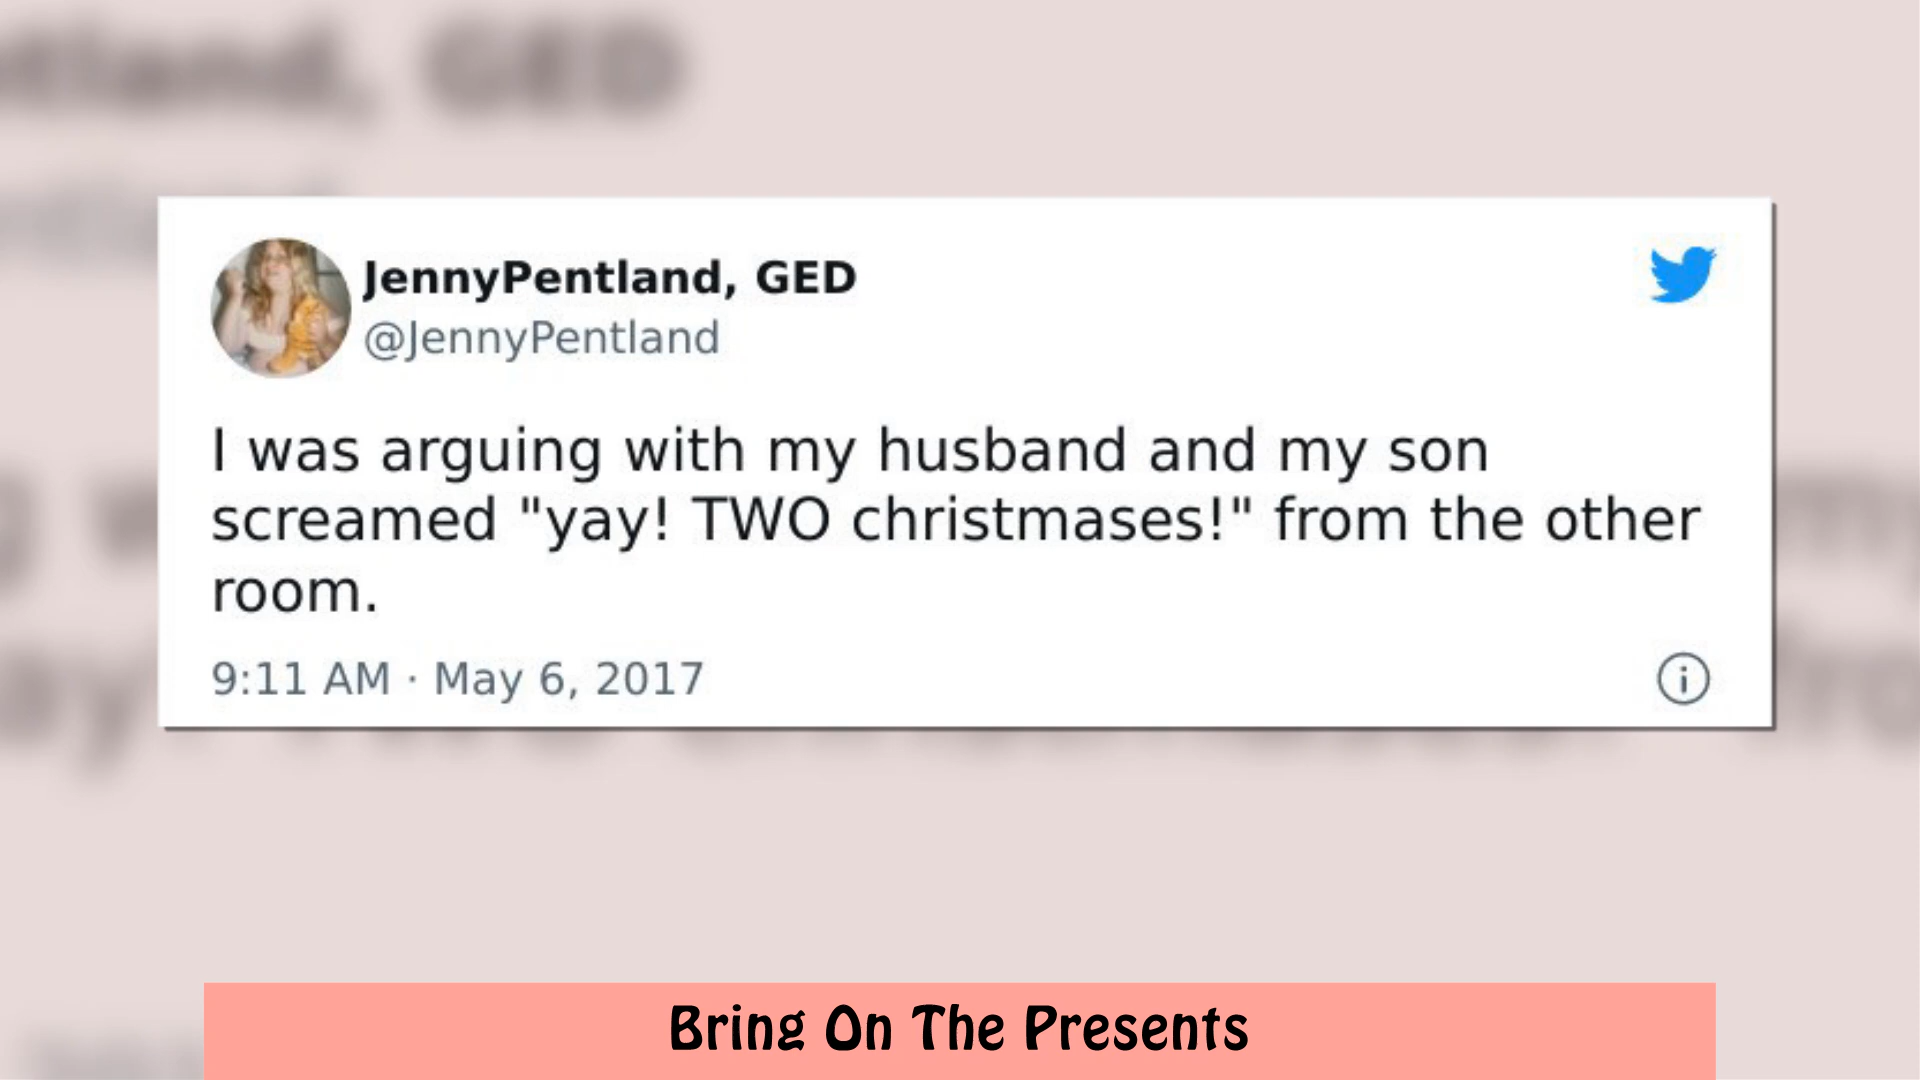 JennyPentland, GED
@JennyPentland
I was arguing with my husband and my son
screamed "yay! TWO christmases!" from the other
room.
9:11 AM · May 6, 2017
Bring On The Presents